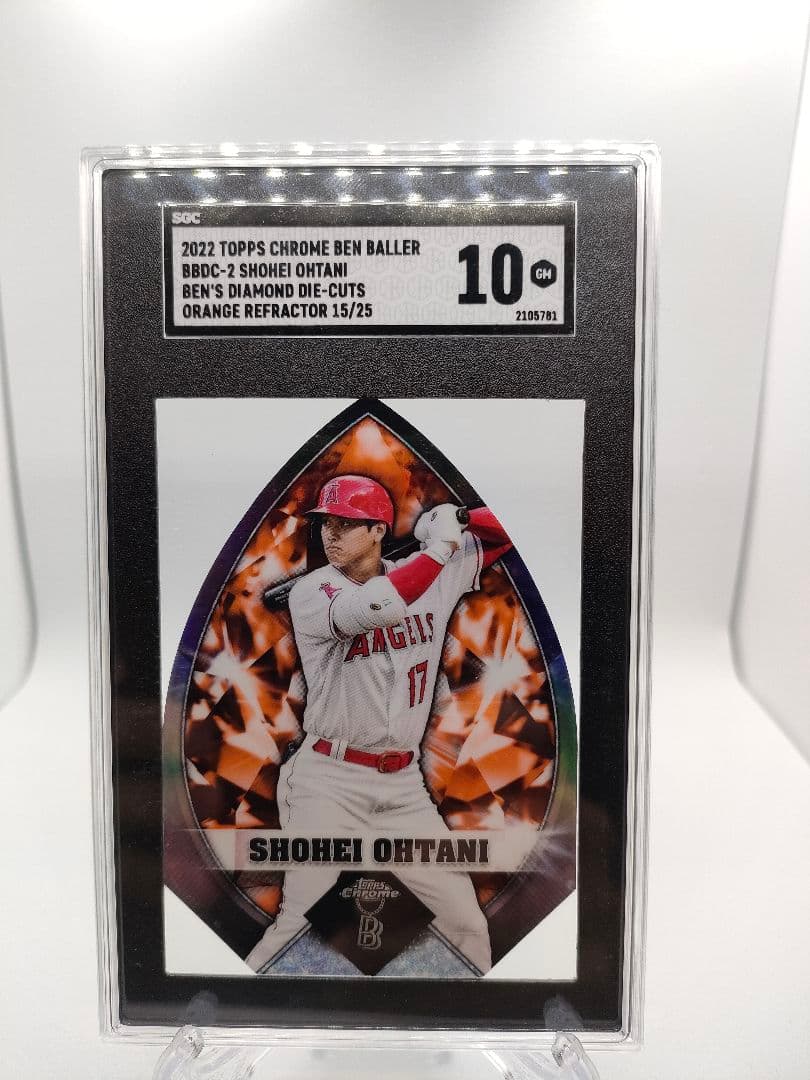 SGC
2022 TOPPS CHROME BEN BALLER
BBDC-2 SHOHEI OHTANI
BEN'S DIAMOND DIE-CUTS
ORANGE REFRACTOR 15/25
10 GM
2105781
A
ANGELS
17
SHOHEI OHTANI
TOPPS
Chrome
B